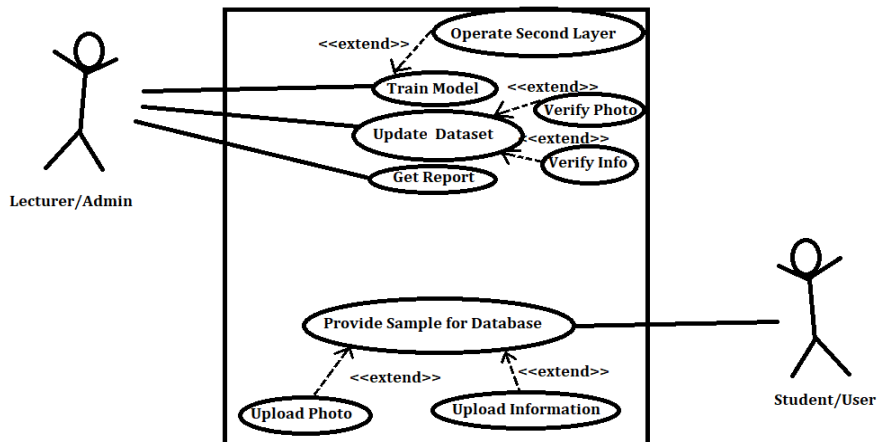 Operate Second Layer
<<extend>>
Train Model
<<extend>>
Verify Photo
Update Dataset
<<extend>>
Verify Info
Get Report
Lecturer/Admin
Provide Sample for Database
<<extend>>
<<extend>>
Upload Photo
Upload Information
Student/User